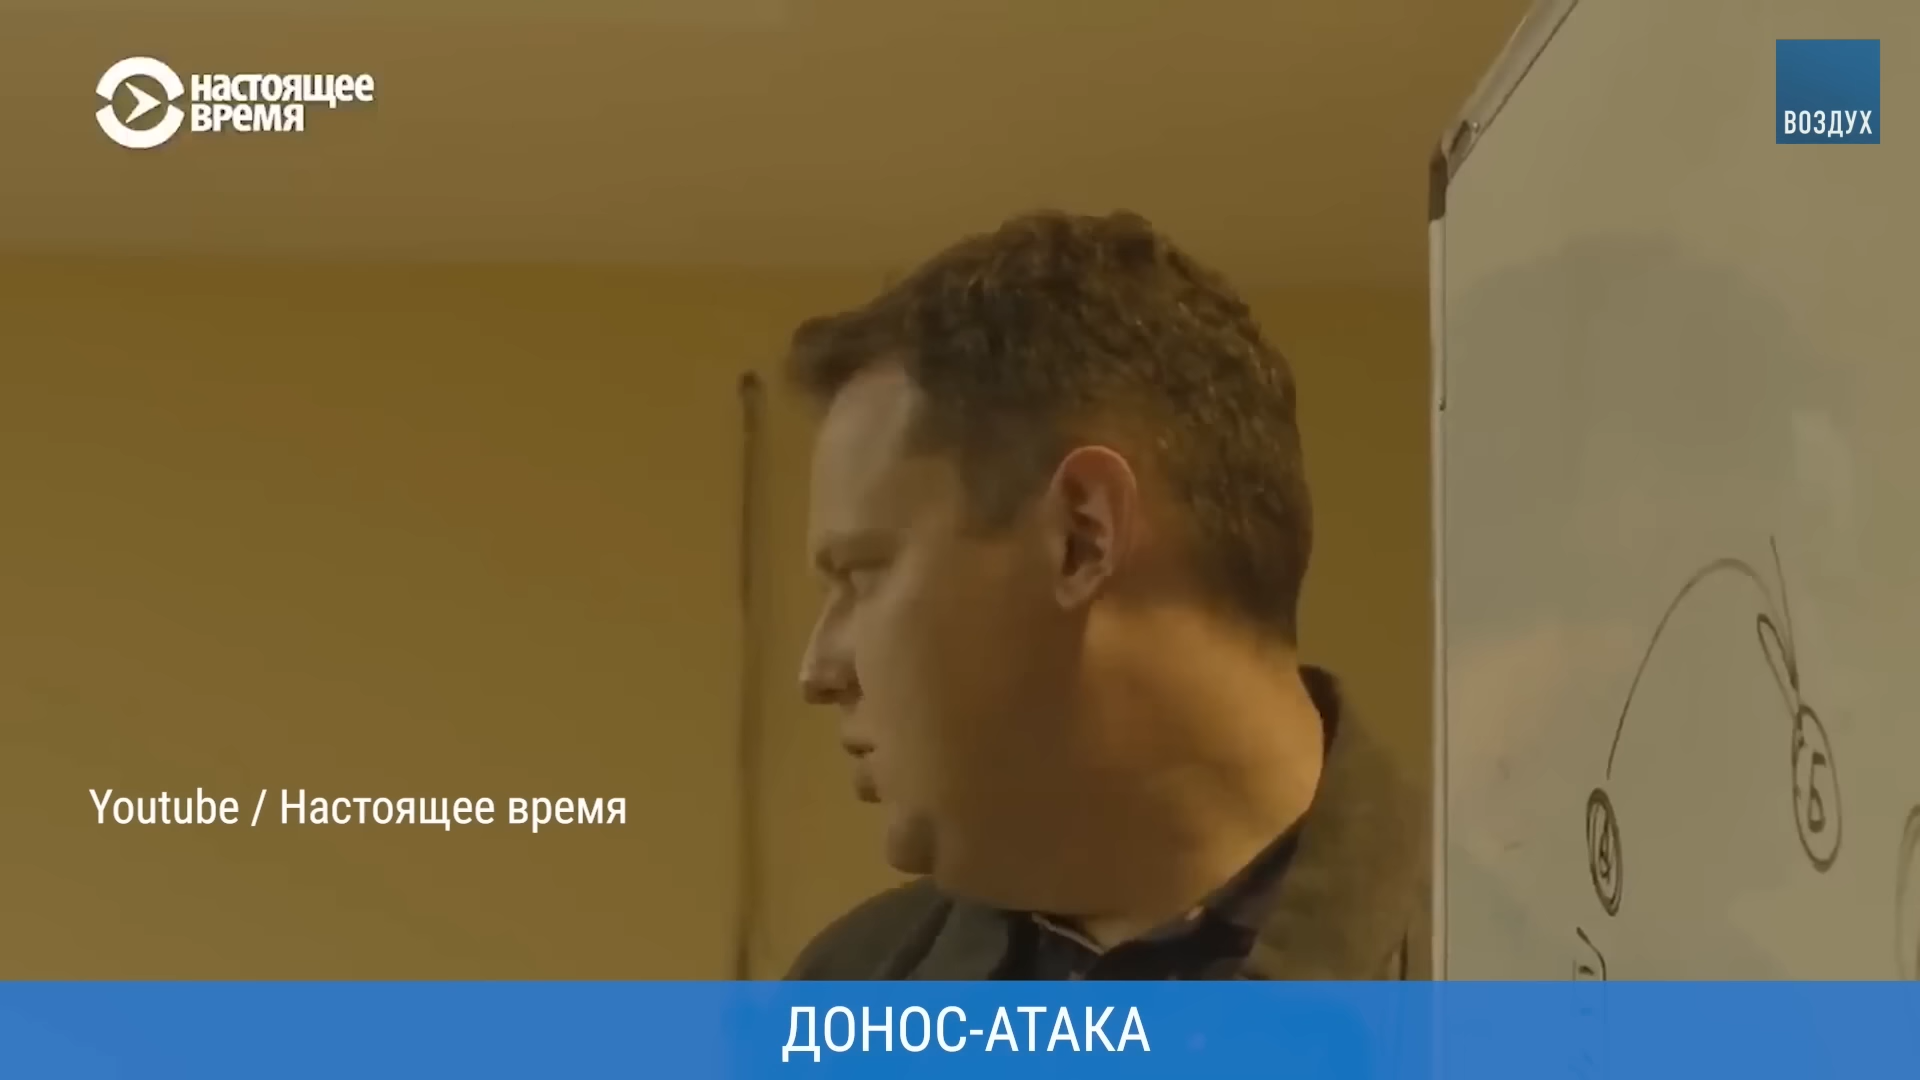 настоящее
время
ВОЗДУХ
Б
Youtube / Настоящее время
ДОНОС-АТАКА